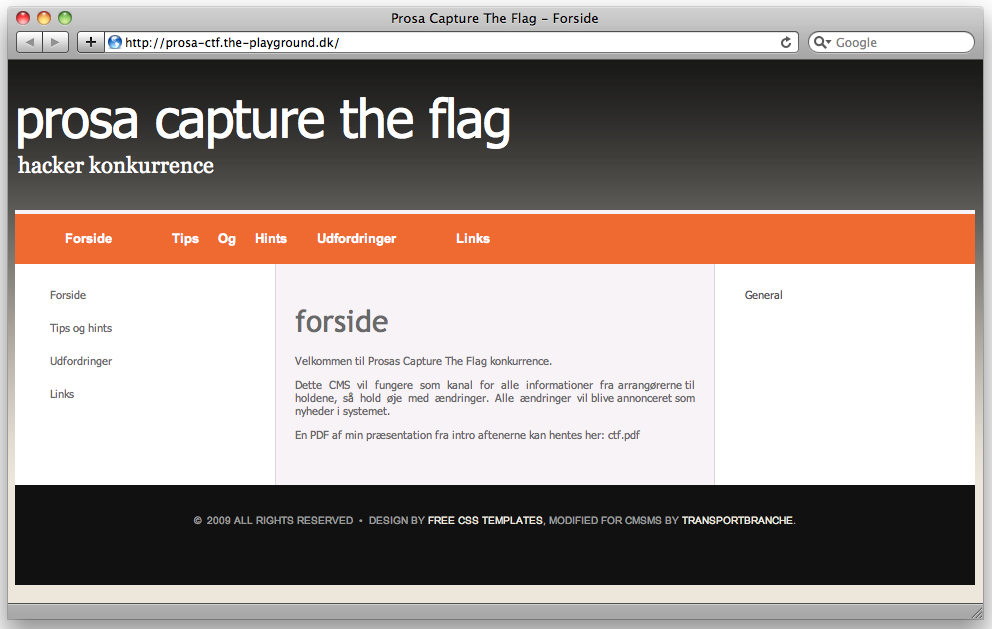 Prosa Capture The Flag – Forside
http://prosa-ctf.the-playground.dk/
Google
prosa capture the flag
hacker konkurrence
Forside Tips Og Hints Udfordringer Links
Forside
Tips og hints
Udfordringer
Links
forside
Velkommen til Prosas Capture The Flag konkurrence.
Dette CMS vil fungere som kanal for alle informationer fra arrangørerne til
holdene, så hold øje med ændringer. Alle ændringer vil blive annonceret som
nyheder i systemet.
En PDF af min præsentation fra intro aftenerne kan hentes her: ctf.pdf
General
© 2009 ALL RIGHTS RESERVED • DESIGN BY FREE CSS TEMPLATES, MODIFIED FOR CMSMS BY TRANSPORTBRANCHE.